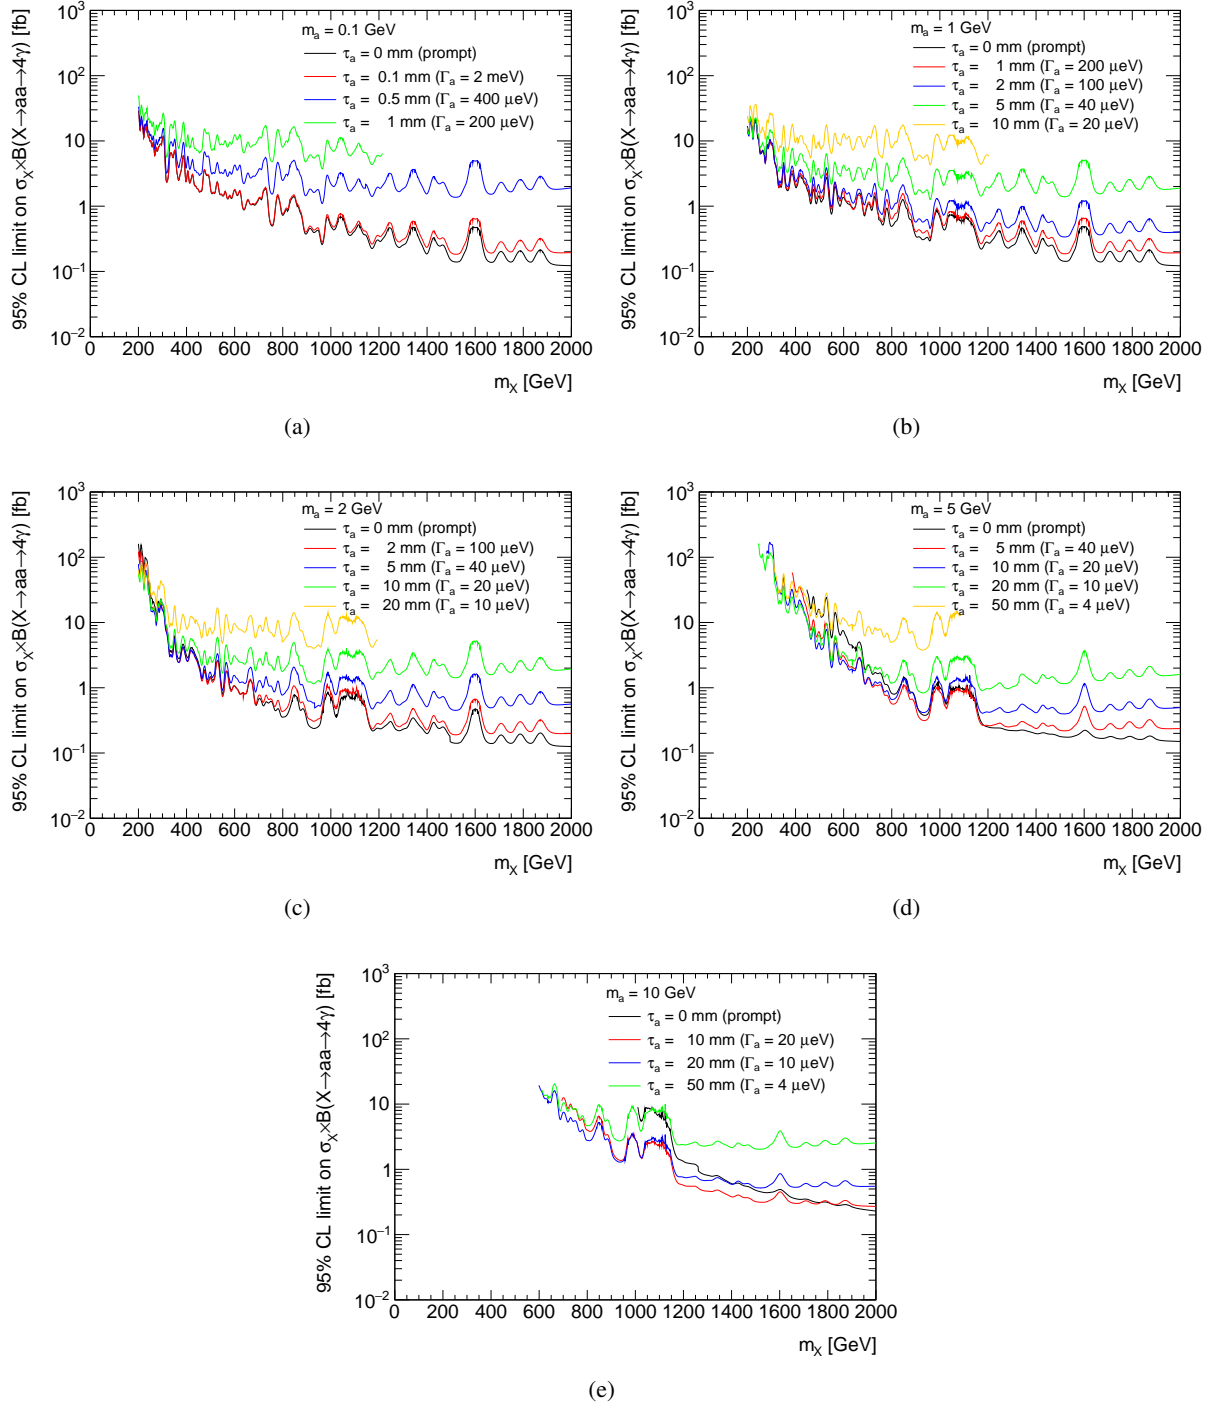 95% CL limit on σX×B(X→aa→4γ) [fb]
10³
10²
10
1
10⁻¹
10⁻²
mₐ = 0.1 GeV
τₐ = 0 mm (prompt)
τₐ = 0.1 mm (Γₐ = 2 meV)
τₐ = 0.5 mm (Γₐ = 400 μeV)
τₐ = 1 mm (Γₐ = 200 μeV)
0 200 400 600 800 1000 1200 1400 1600 1800 2000
mX [GeV]
(a)
95% CL limit on σX×B(X→aa→4γ) [fb]
10³
10²
10
1
10⁻¹
10⁻²
mₐ = 1 GeV
τₐ = 0 mm (prompt)
τₐ = 1 mm (Γₐ = 200 μeV)
τₐ = 2 mm (Γₐ = 100 μeV)
τₐ = 5 mm (Γₐ = 40 μeV)
τₐ = 10 mm (Γₐ = 20 μeV)
0 200 400 600 800 1000 1200 1400 1600 1800 2000
mX [GeV]
(b)
95% CL limit on σX×B(X→aa→4γ) [fb]
10³
10²
10
1
10⁻¹
10⁻²
mₐ = 2 GeV
τₐ = 0 mm (prompt)
τₐ = 2 mm (Γₐ = 100 μeV)
τₐ = 5 mm (Γₐ = 40 μeV)
τₐ = 10 mm (Γₐ = 20 μeV)
τₐ = 20 mm (Γₐ = 10 μeV)
0 200 400 600 800 1000 1200 1400 1600 1800 2000
mX [GeV]
(c)
95% CL limit on σX×B(X→aa→4γ) [fb]
10³
10²
10
1
10⁻¹
10⁻²
mₐ = 5 GeV
τₐ = 0 mm (prompt)
τₐ = 5 mm (Γₐ = 40 μeV)
τₐ = 10 mm (Γₐ = 20 μeV)
τₐ = 20 mm (Γₐ = 10 μeV)
τₐ = 50 mm (Γₐ = 4 μeV)
0 200 400 600 800 1000 1200 1400 1600 1800 2000
mX [GeV]
(d)
95% CL limit on σX×B(X→aa→4γ) [fb]
10³
10²
10
1
10⁻¹
10⁻²
mₐ = 10 GeV
τₐ = 0 mm (prompt)
τₐ = 10 mm (Γₐ = 20 μeV)
τₐ = 20 mm (Γₐ = 10 μeV)
τₐ = 50 mm (Γₐ = 4 μeV)
0 200 400 600 800 1000 1200 1400 1600 1800 2000
mX [GeV]
(e)